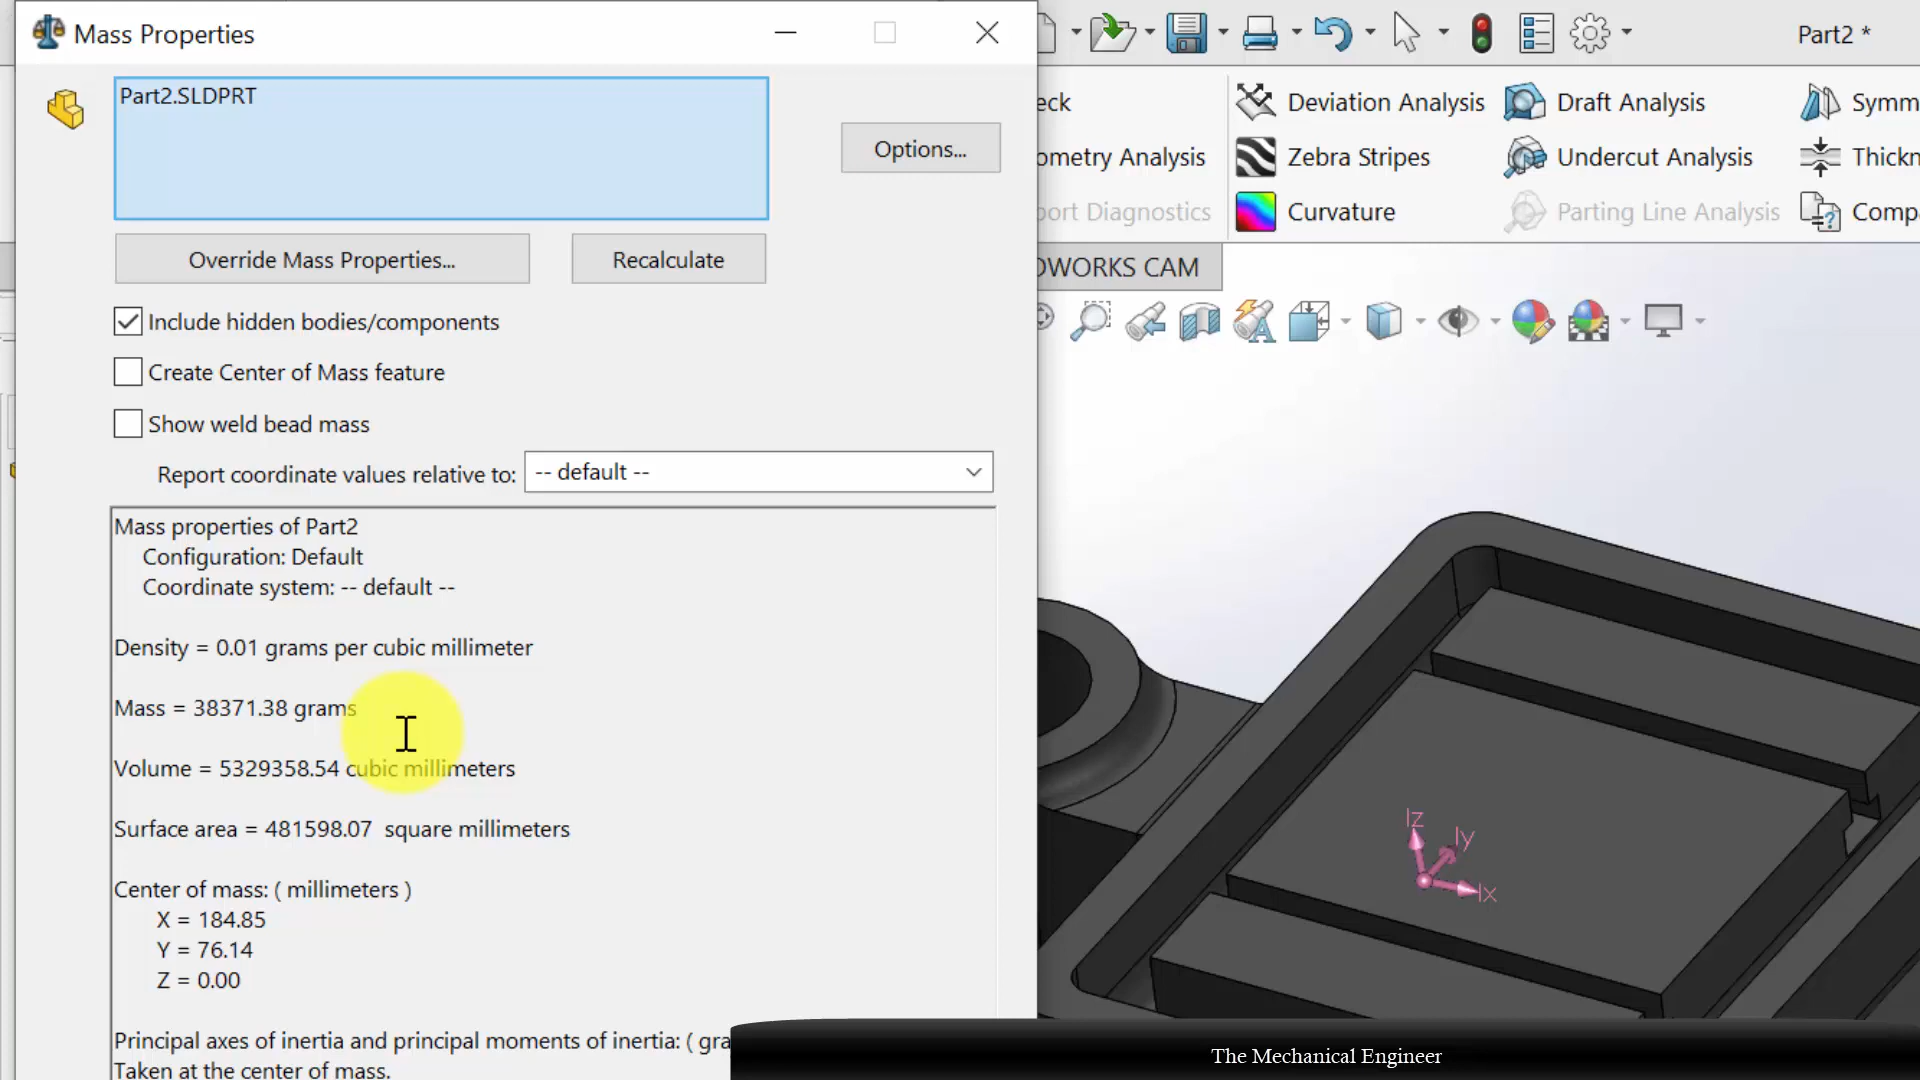 Mass Properties
Part2 *
Part2.SLDPRT
Options...
Override Mass Properties...
Recalculate
Include hidden bodies/components
Create Center of Mass feature
Show weld bead mass
Report coordinate values relative to:
-- default --
Mass properties of Part2
Configuration: Default
Coordinate system: -- default --
Density = 0.01 grams per cubic millimeter
Mass = 38371.38 grams
Volume = 5329358.54 cubic millimeters
Surface area = 481598.07 square millimeters
Center of mass: ( millimeters )
X = 184.85
Y = 76.14
Z = 0.00
Principal axes of inertia and principal moments of inertia: ( gra
Taken at the center of mass.
eck
Deviation Analysis
Draft Analysis
Symm
ometry Analysis
Zebra Stripes
Undercut Analysis
Thickn
port Diagnostics
Curvature
Parting Line Analysis
Compa
DWORKS CAM
Iz
Iy
Ix
The Mechanical Engineer